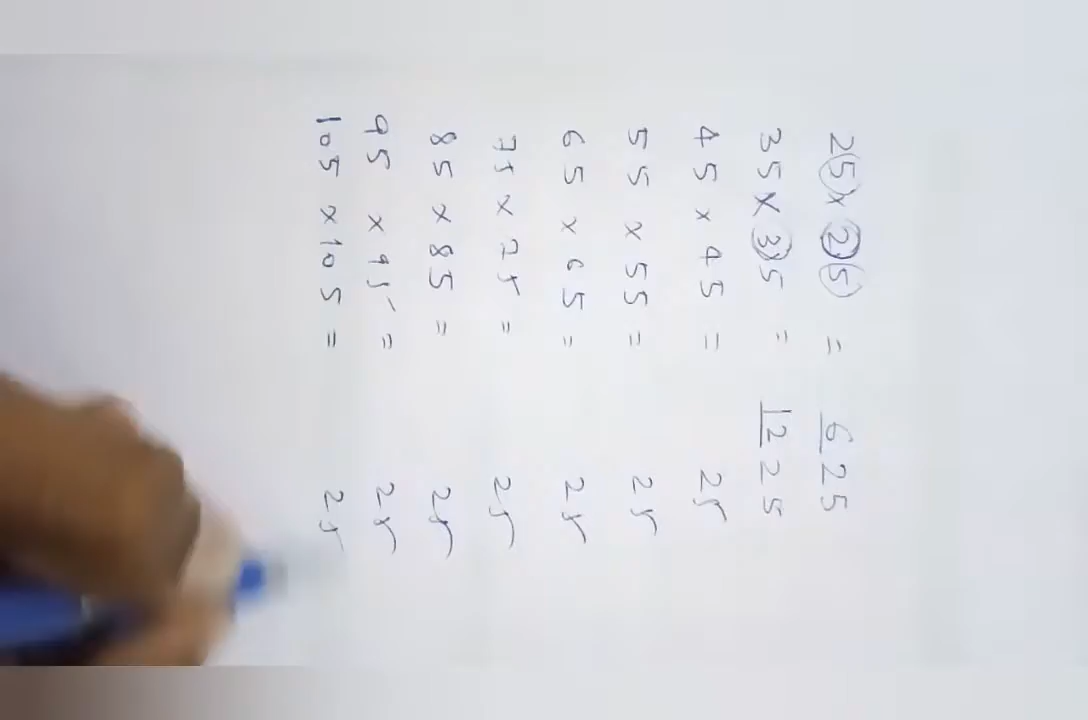 25 x 25 = 625
35 x 35 = 1225
45 x 45 = 25
55 x 55 = 25
65 x 65 = 25
75 x 25 = 25
85 x 85 = 25
95 x 95 = 25
105 x 105 = 25